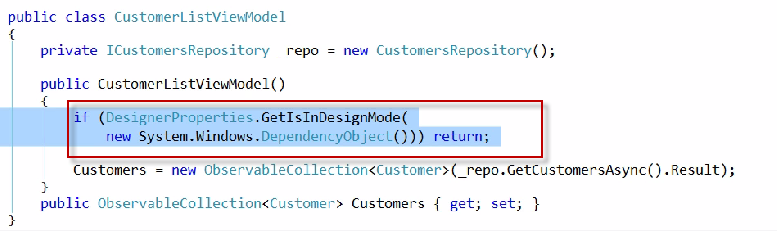 public class CustomerListViewModel
{
private ICustomersRepository repo = new CustomersRepository();
public CustomerListViewModel()
{
if (DesignerProperties.GetIsInDesignMode(
new System.Windows.DependencyObject())) return;
Customers = new ObservableCollection<Customer>(_repo.GetCustomersAsync().Result);
}
public ObservableCollection<Customer> Customers { get; set; }
}